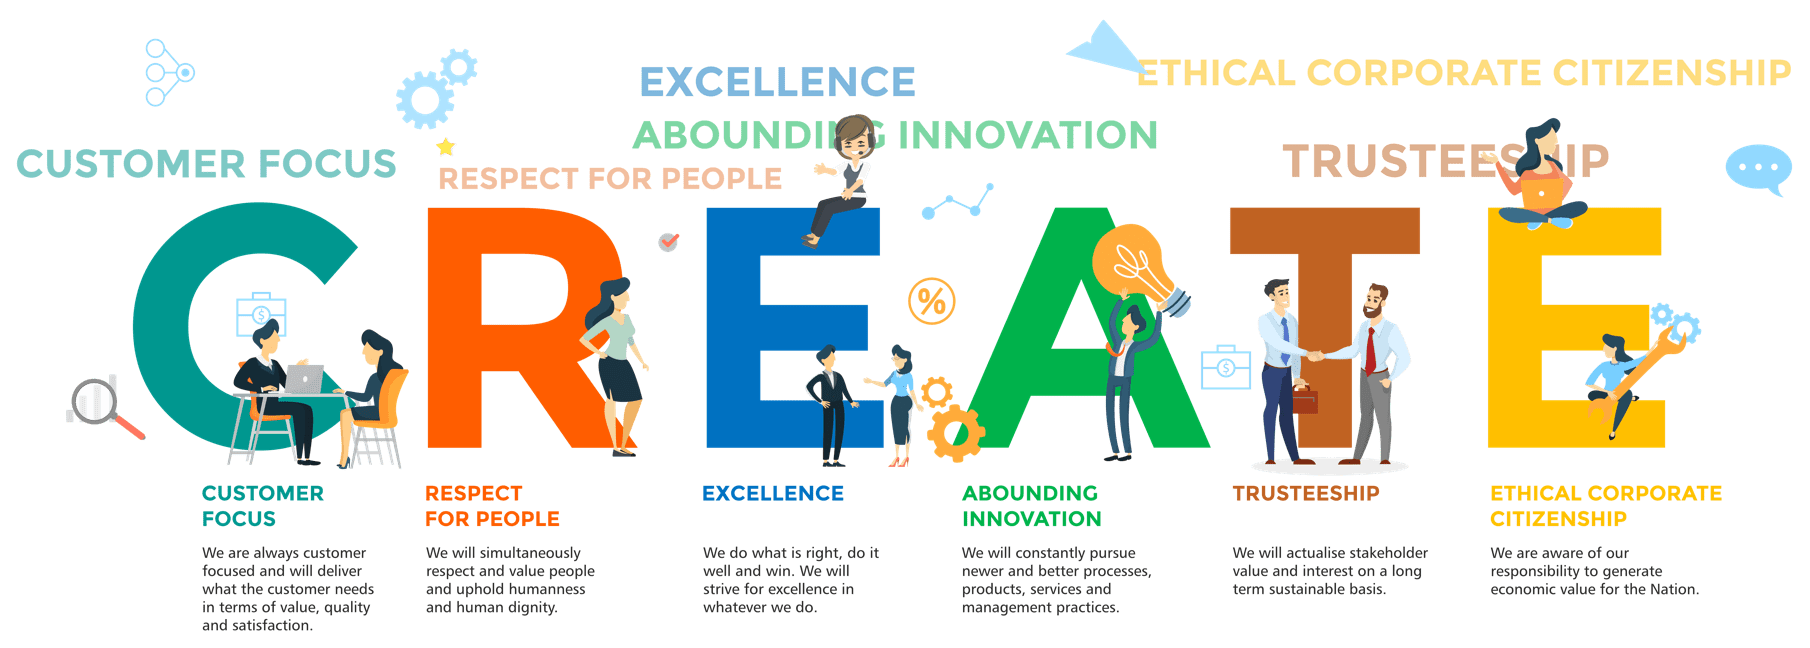 EXCELLENCE
ETHICAL CORPORATE CITIZENSHIP
ABOUNDING INNOVATION
CUSTOMER FOCUS
RESPECT FOR PEOPLE
TRUSTEESHIP
CREATE
$
%
$
CUSTOMER
FOCUS
We are always customer
focused and will deliver
what the customer needs
in terms of value, quality
and satisfaction.
RESPECT
FOR PEOPLE
We will simultaneously
respect and value people
and uphold humanness
and human dignity.
EXCELLENCE
We do what is right, do it
well and win. We will
strive for excellence in
whatever we do.
ABOUNDING
INNOVATION
We will constantly pursue
newer and better processes,
products, services and
management practices.
TRUSTEESHIP
We will actualise stakeholder
value and interest on a long
term sustainable basis.
ETHICAL CORPORATE
CITIZENSHIP
We are aware of our
responsibility to generate
economic value for the Nation.